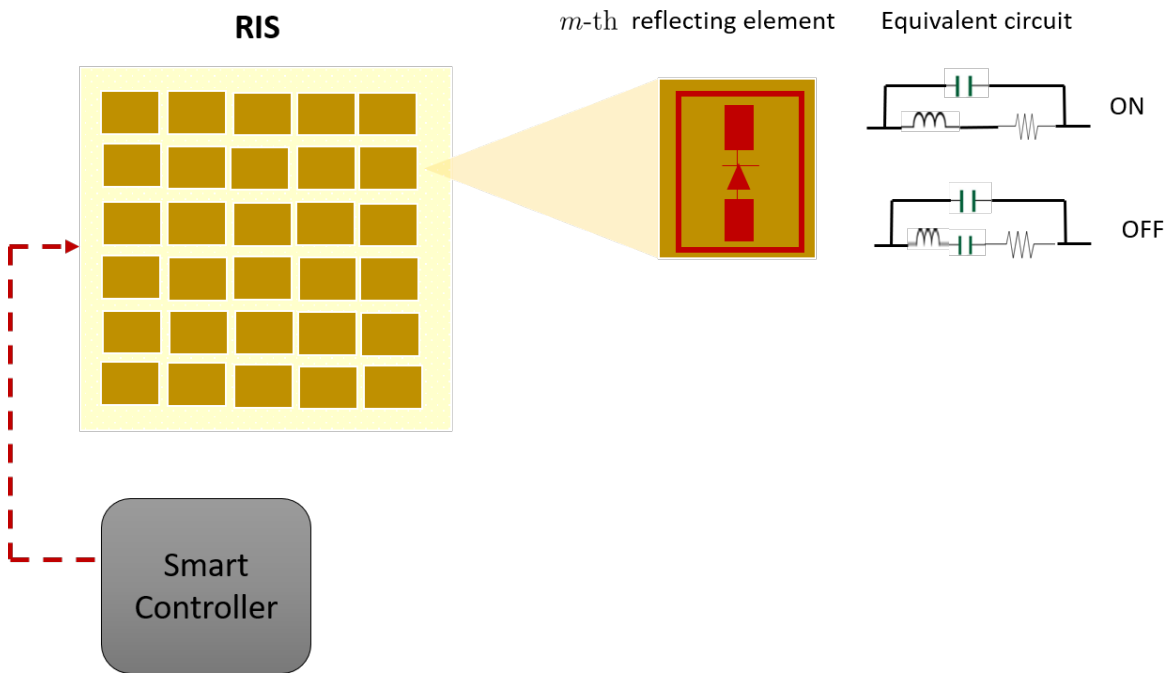 RIS
m-th reflecting element
Equivalent circuit
ON
OFF
Smart
Controller